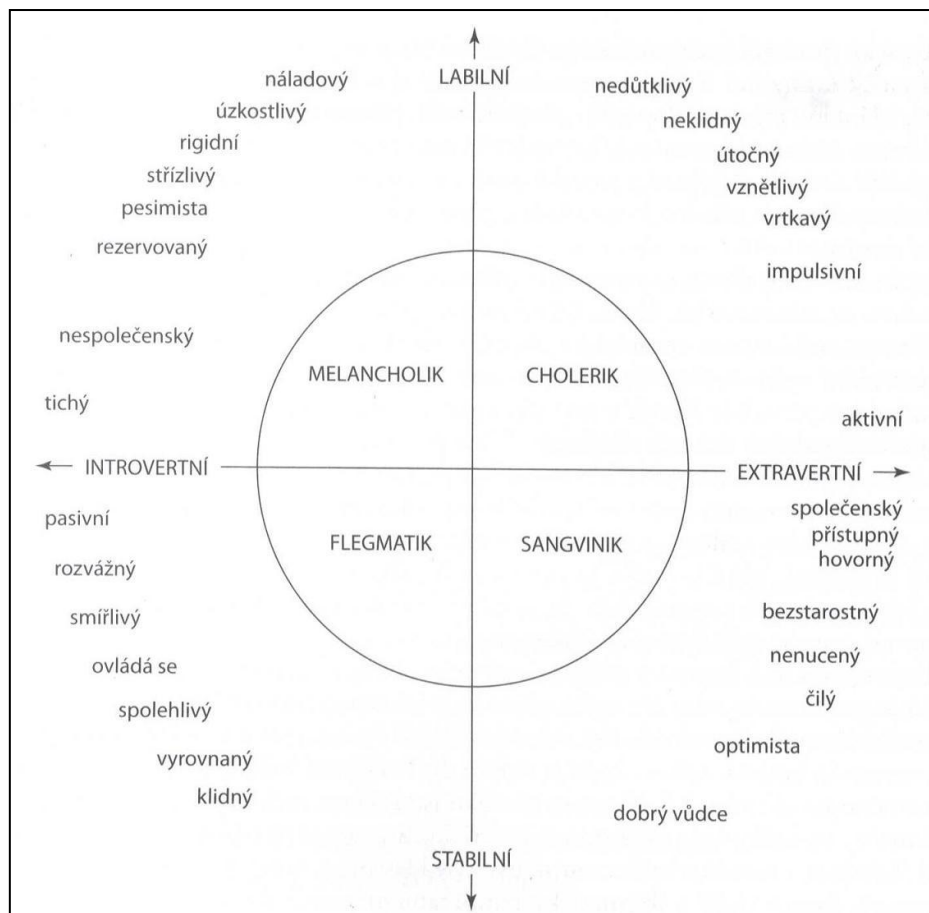 LABILNÍ
náladový
úzkostlivý
rigidní
střízlivý
pesimista
rezervovaný
nespolečenský
tichý
nedůtklivý
neklidný
útočný
vznětlivý
vrtkavý
impulsivní
aktivní
MELANCHOLIK
CHOLERIK
INTROVERTNÍ
EXTRAVERTNÍ
FLEGMATIK
SANGVINIK
pasivní
rozvážný
smířlivý
ovládá se
spolehlivý
vyrovnaný
klidný
společenský
přístupný
hovorný
bezstarostný
nenucený
čilý
optimista
dobrý vůdce
STABILNÍ